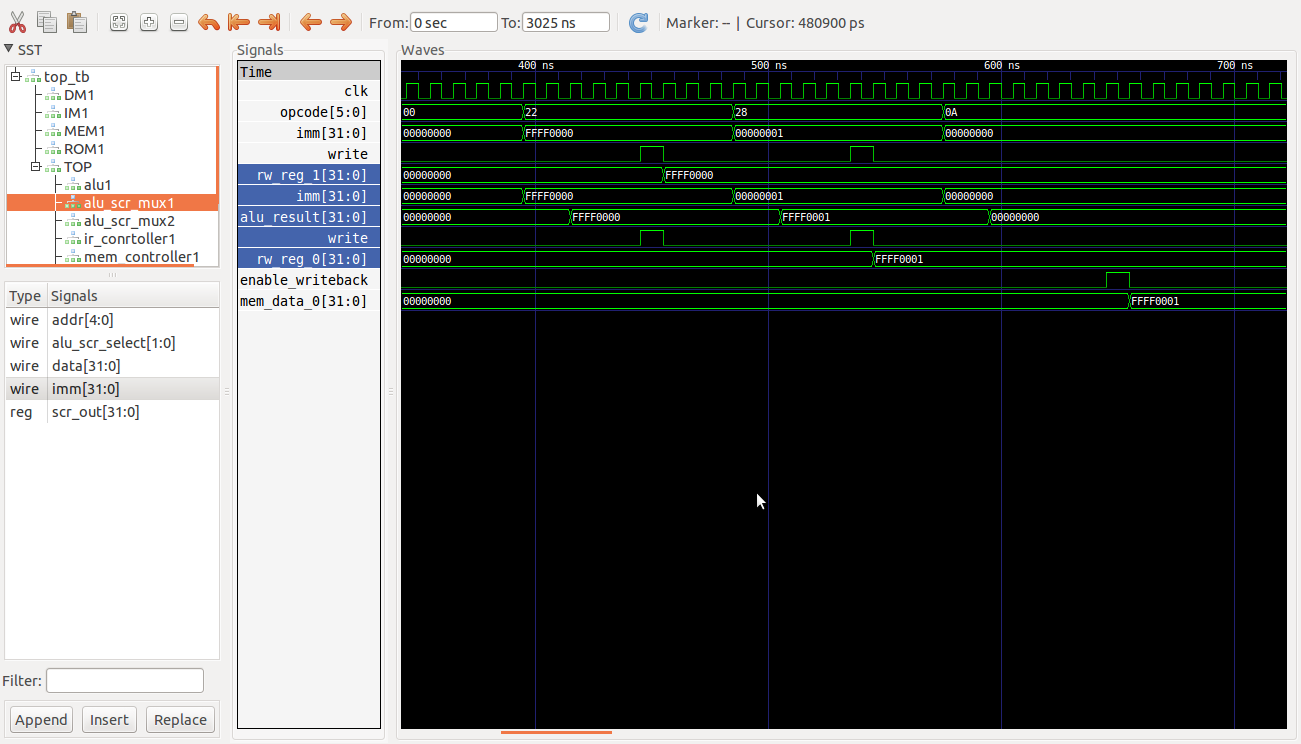 From: 0 sec To: 3025 ns Marker: -- | Cursor: 480900 ps
SST
top_tb
DM1
IM1
MEM1
ROM1
TOP
alu1
alu_scr_mux1
alu_scr_mux2
ir_conrtoller1
mem_controller1
Type Signals
wire addr[4:0]
wire alu_scr_select[1:0]
wire data[31:0]
wire imm[31:0]
reg scr_out[31:0]
Filter:
Append Insert Replace
Signals
Time
clk
opcode[5:0]
imm[31:0]
write
rw_reg_1[31:0]
imm[31:0]
alu_result[31:0]
write
rw_reg_0[31:0]
enable_writeback
mem_data_0[31:0]
Waves
400 ns 500 ns 600 ns 700 ns
00 22 28 0A
00000000 FFFF0000 00000001 00000000
00000000 FFFF0000
00000000 FFFF0000 00000001 00000000
00000000 FFFF0000 FFFF0001 00000000
00000000 FFFF0001
00000000 FFFF0001